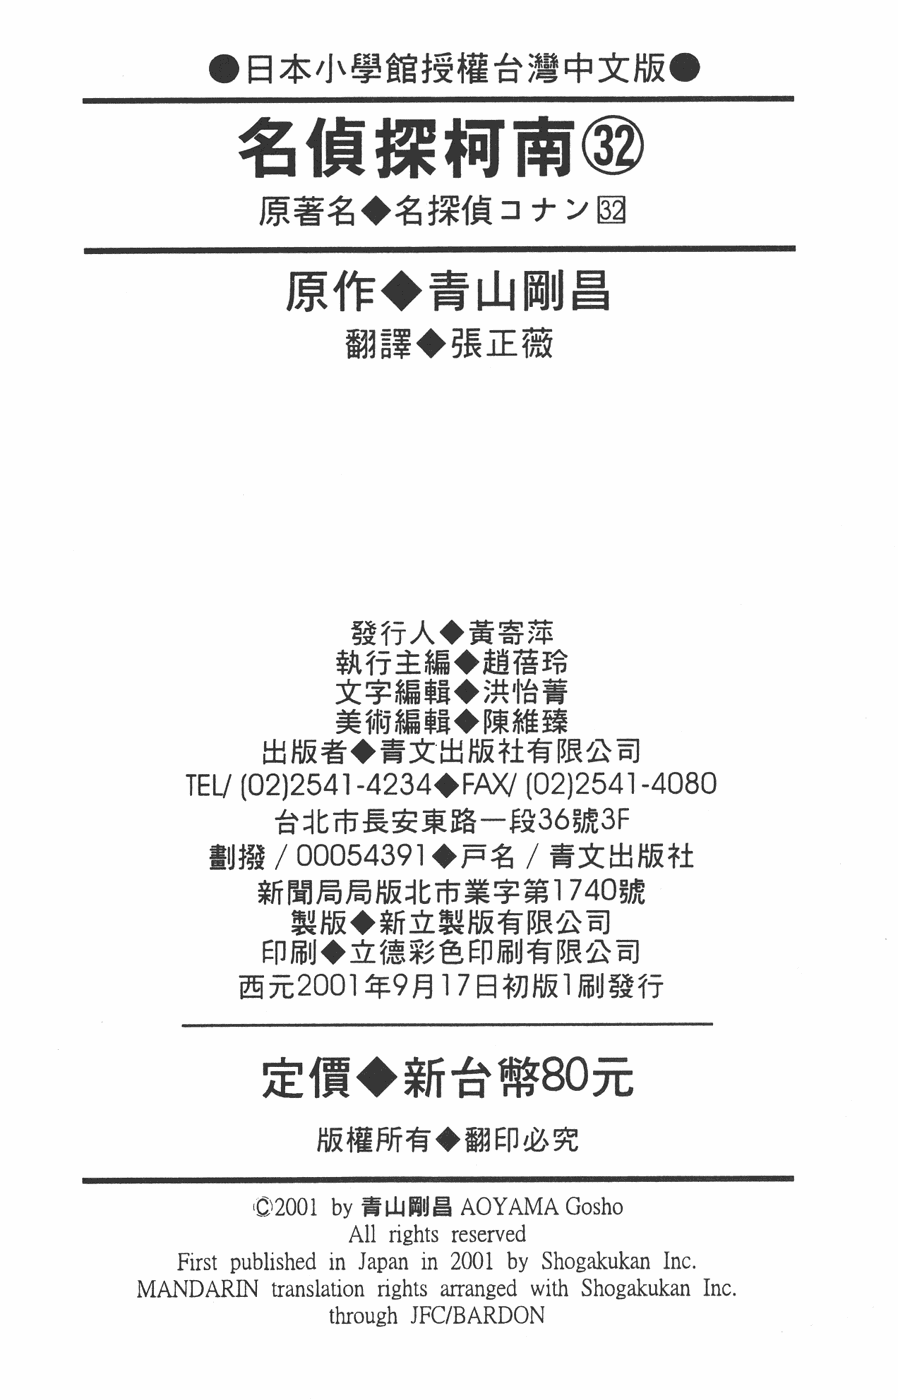 ●日本小學館授權台灣中文版●
名偵探柯南㉜
原著名◆名探偵コナン32
原作◆青山剛昌
翻譯◆張正薇
發行人◆黃寄萍
執行主編◆趙蓓玲
文字編輯◆洪怡菁
美術編輯◆陳維臻
出版者◆青文出版社有限公司
TEL/ (02)2541-4234◆FAX/ (02)2541-4080
台北市長安東路一段36號3F
劃撥 / 00054391◆戸名 / 青文出版社
新聞局局版北市業字第1740號
製版◆新立製版有限公司
印刷◆立德彩色印刷有限公司
西元2001年9月17日初版1刷發行
定價◆新台幣80元
版權所有◆翻印必究
©2001 by 青山剛昌 AOYAMA Gosho
All rights reserved
First published in Japan in 2001 by Shogakukan Inc.
MANDARIN translation rights arranged with Shogakukan Inc.
through JFC/BARDON